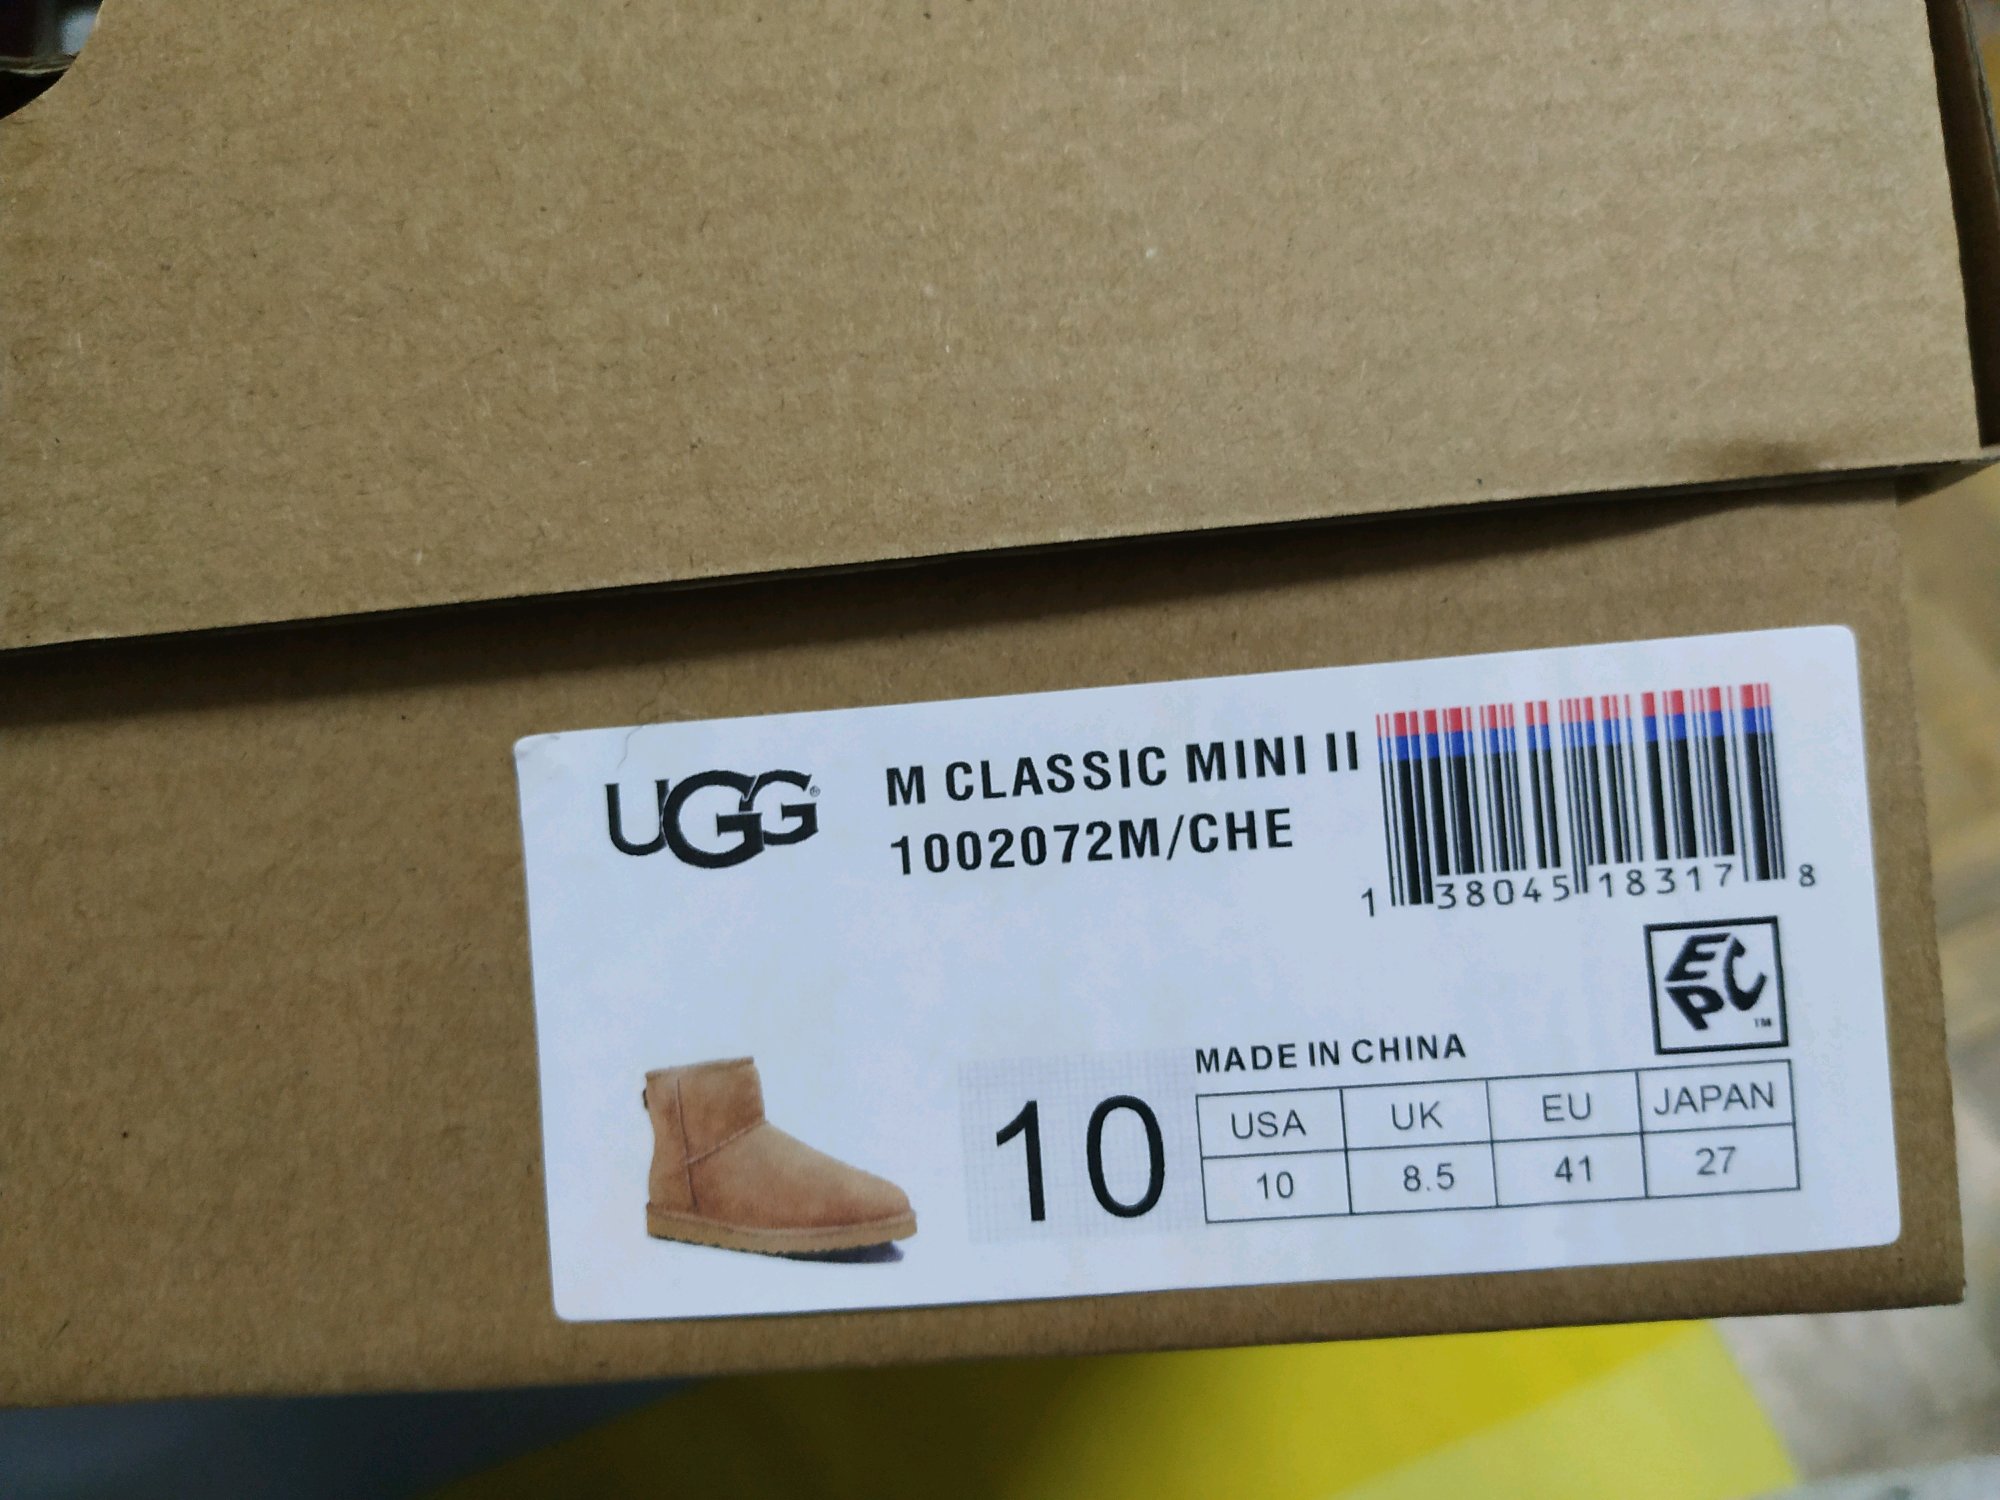 UGG®
M CLASSIC MINI II
1002072M/CHE
1 38045 18317 8
EPC™
MADE IN CHINA
10
USA UK EU JAPAN
10 8.5 41 27